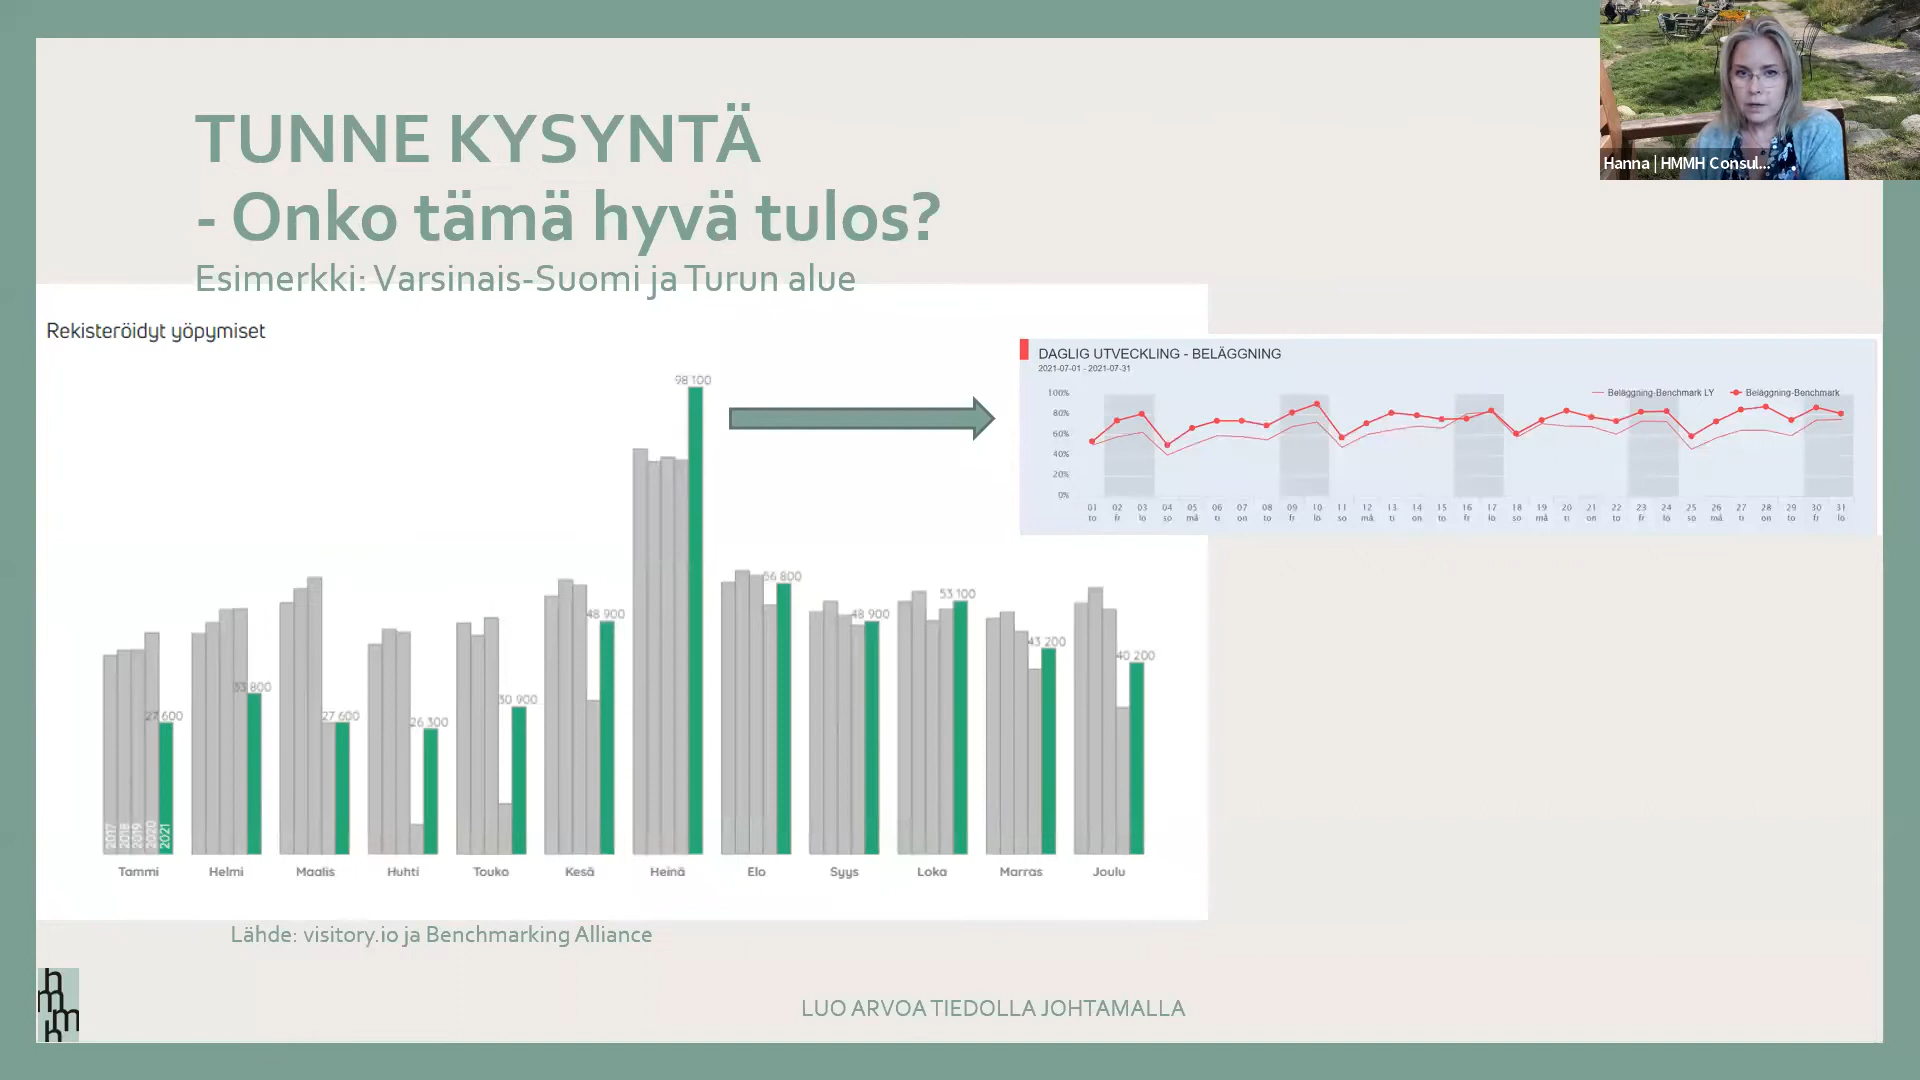 TUNNE KYSYNTÄ
- Onko tämä hyvä tulos?
Esimerkki: Varsinais-Suomi ja Turun alue
Hanna | HMMH Consul...
Rekisteröidyt yöpymiset
98 100
56 800
53 100
48 900
48 900
43 200
40 200
33 800
30 900
27 600
27 600
26 300
2017 2018 2019 2020 2021
Tammi Helmi Maalis Huhti Touko Kesä Heinä Elo Syys Loka Marras Joulu
DAGLIG UTVECKLING - BELÄGGNING
2021-07-01 - 2021-07-31
Beläggning-Benchmark LY Beläggning-Benchmark
100%
80%
60%
40%
20%
0%
01 02 03 04 05 06 07 08 09 10 11 12 13 14 15 16 17 18 19 20 21 22 23 24 25 26 27 28 29 30 31
to fr lö sö må ti on to fr lö sö må ti on to fr lö sö må ti on to fr lö sö må ti on to fr lö
Lähde: visitory.io ja Benchmarking Alliance
hmmh
LUO ARVOA TIEDOLLA JOHTAMALLA